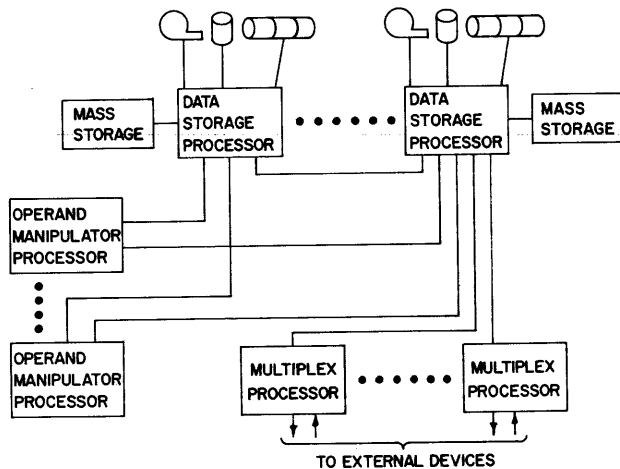 MASS
STORAGE
DATA
STORAGE
PROCESSOR
DATA
STORAGE
PROCESSOR
MASS
STORAGE
OPERAND
MANIPULATOR
PROCESSOR
OPERAND
MANIPULATOR
PROCESSOR
MULTIPLEX
PROCESSOR
MULTIPLEX
PROCESSOR
TO EXTERNAL DEVICES